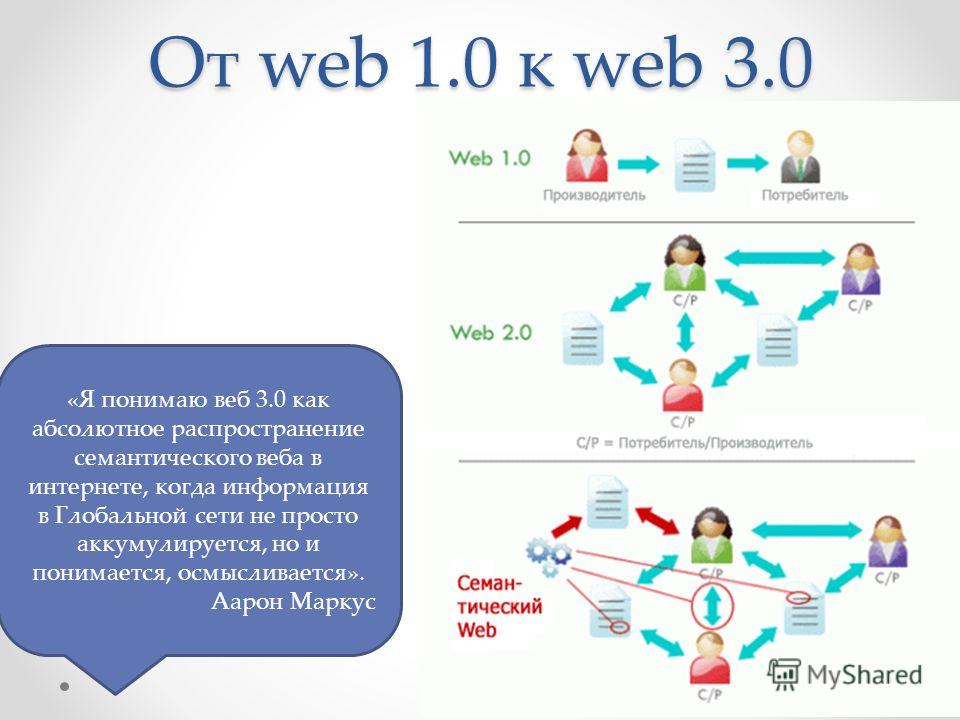 От web 1.0 к web 3.0
Web 1.0
Производитель
Потребитель
С/Р
С/Р
Web 2.0
С/Р
С/Р = Потребитель/Производитель
«Я понимаю веб 3.0 как
абсолютное распространение
семантического веба в
интернете, когда информация
в Глобальной сети не просто
аккумулируется, но и
понимается, осмысливается».
Аарон Маркус
С/Р
С/Р
Семан-
тический
Web
С/Р
MyShared